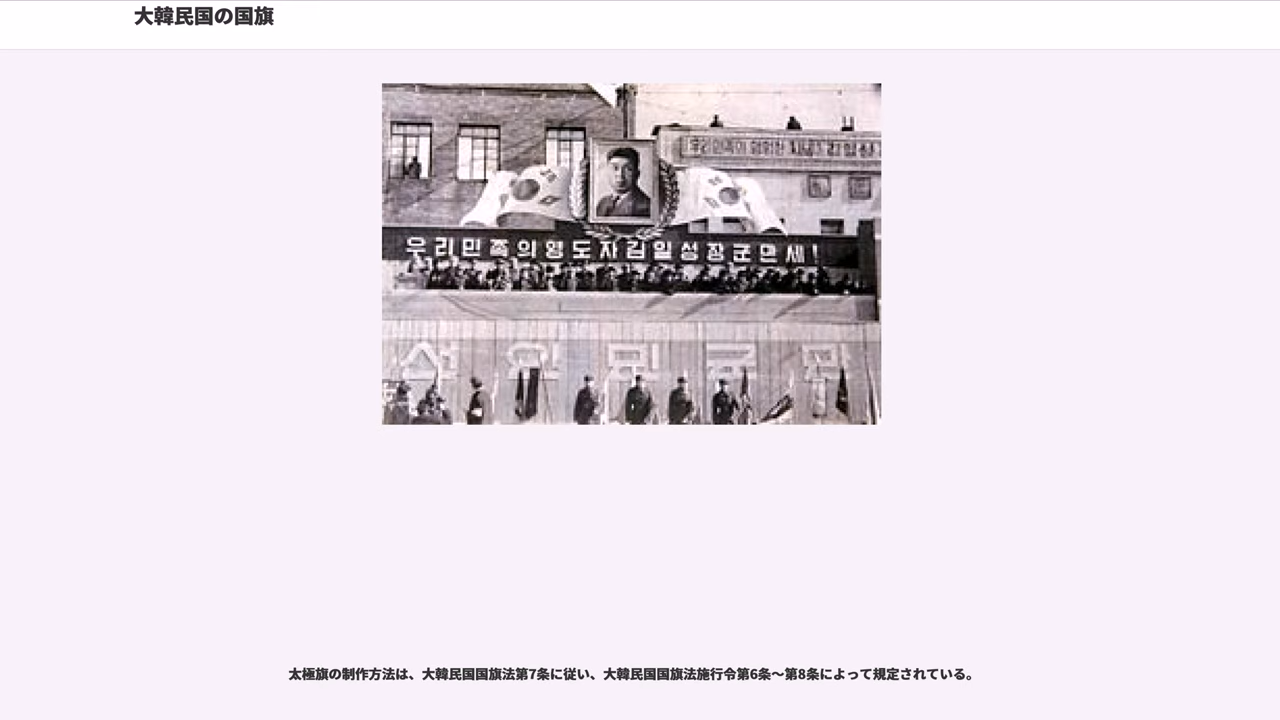 大韓民国の国旗
우리민족의영도자김일성장군만세!
太極旗の制作方法は、大韓民国国旗法第7条に従い、大韓民国国旗法施行令第6条〜第8条によって規定されている。